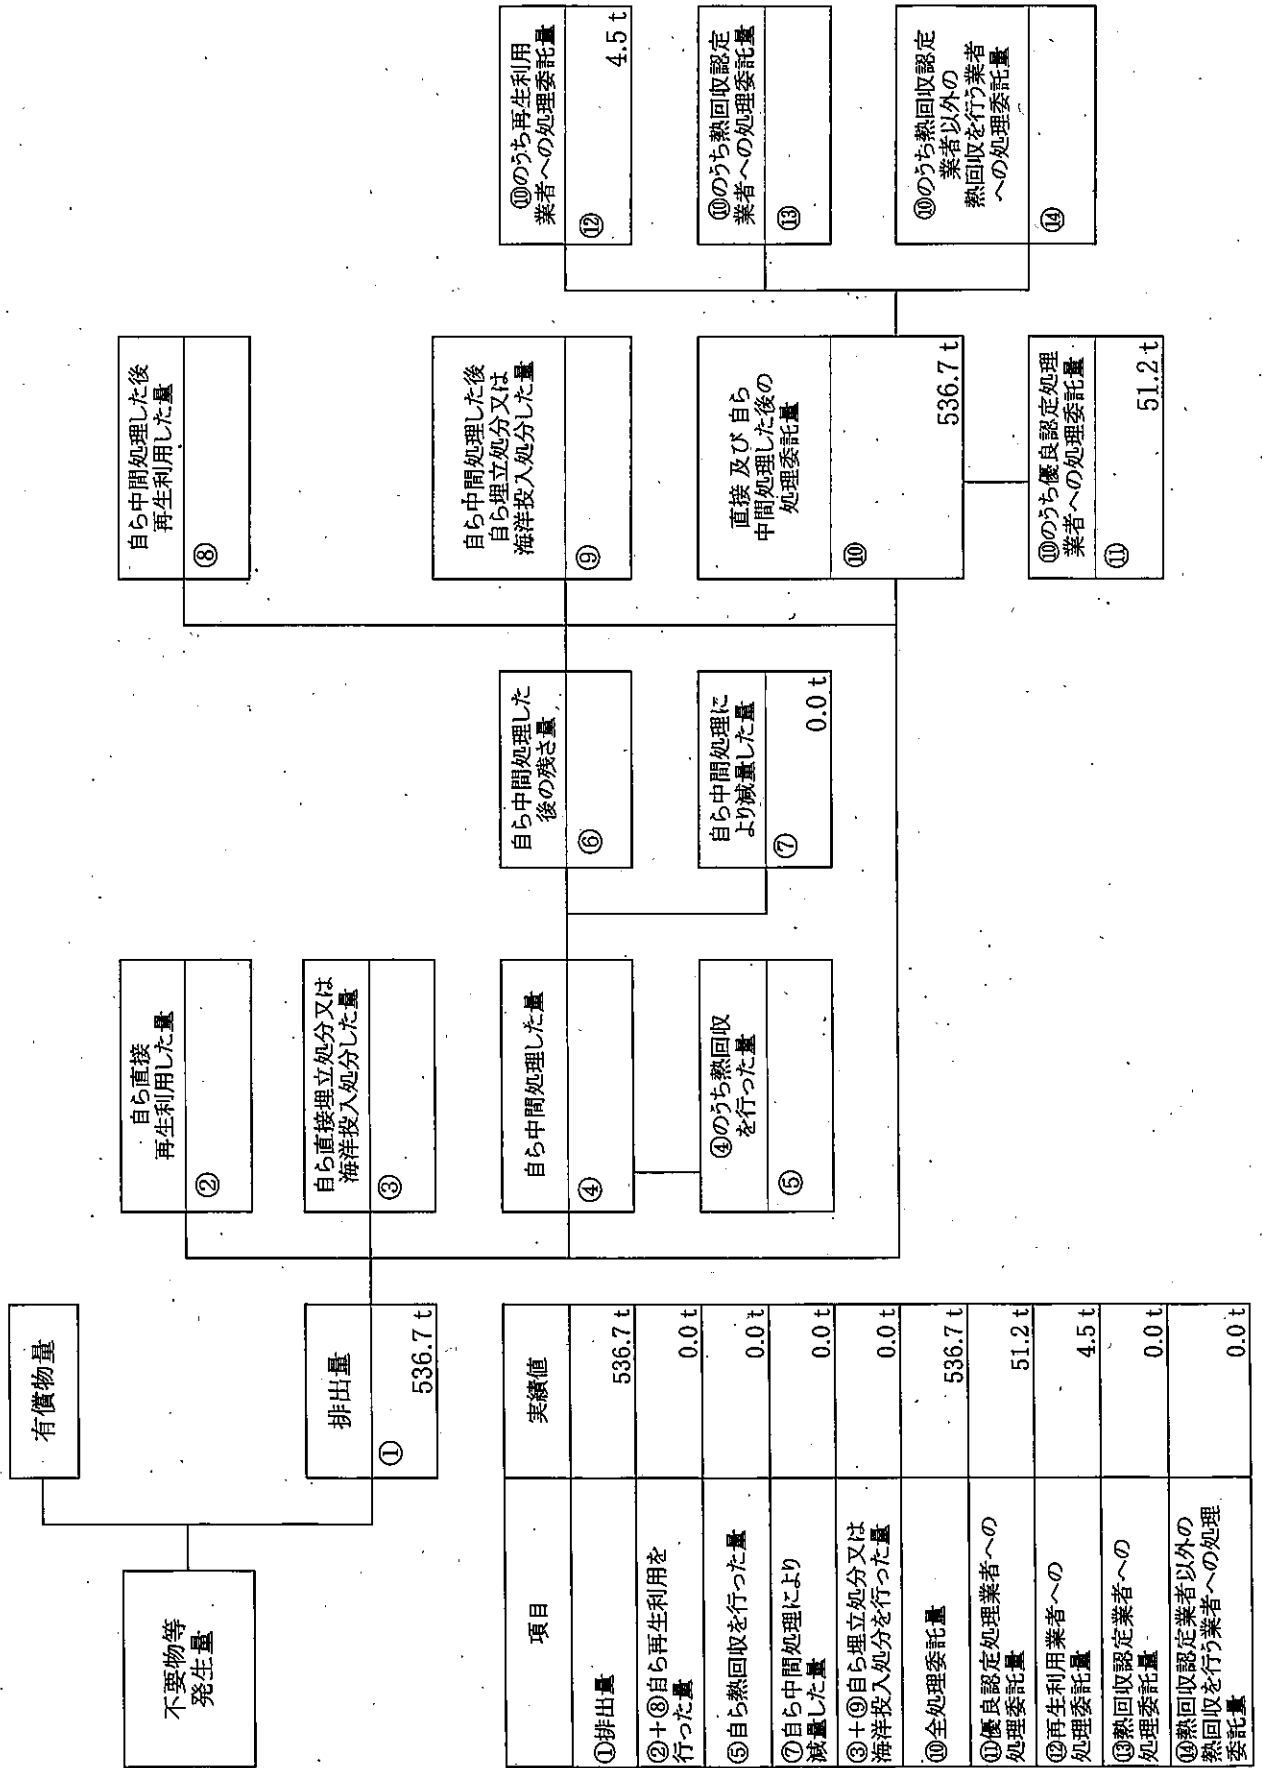 不要物等
発生量
有償物量
排出量
①
536.7 t
自ら直接
再生利用した量
②
自ら直接埋立処分又は
海洋投入処分した量
③
自ら中間処理した量
④
④のうち熱回収
を行った量
⑤
自ら中間処理した
後の残さ量
⑥
自ら中間処理に
より減量した量
⑦
0.0 t
自ら中間処理した後
再生利用した量
⑧
自ら中間処理した後
自ら埋立処分又は
海洋投入処分した量
⑨
直接及び自ら
中間処理した後の
処理委託量
⑩
536.7 t
⑩のうち優良認定処理
業者への処理委託量
⑪
51.2 t
⑩のうち再生利用
業者への処理委託量
⑫
4.5 t
⑩のうち熱回収認定
業者への処理委託量
⑬
⑩のうち熱回収認定
業者以外の
熱回収を行う業者
への処理委託量
⑭
項目 実績値
①排出量 536.7 t
②+⑧自ら再生利用を
行った量 0.0 t
⑤自ら熱回収を行った量 0.0 t
⑦自ら中間処理により
減量した量 0.0 t
③+⑨自ら埋立処分又は
海洋投入処分を行った量 0.0 t
⑩全処理委託量 536.7 t
⑪優良認定処理業者への
処理委託量 51.2 t
⑫再生利用業者への
処理委託量 4.5 t
⑬熱回収認定業者への
処理委託量 0.0 t
⑭熱回収認定業者以外の
熱回収を行う業者への処理
委託量 0.0 t